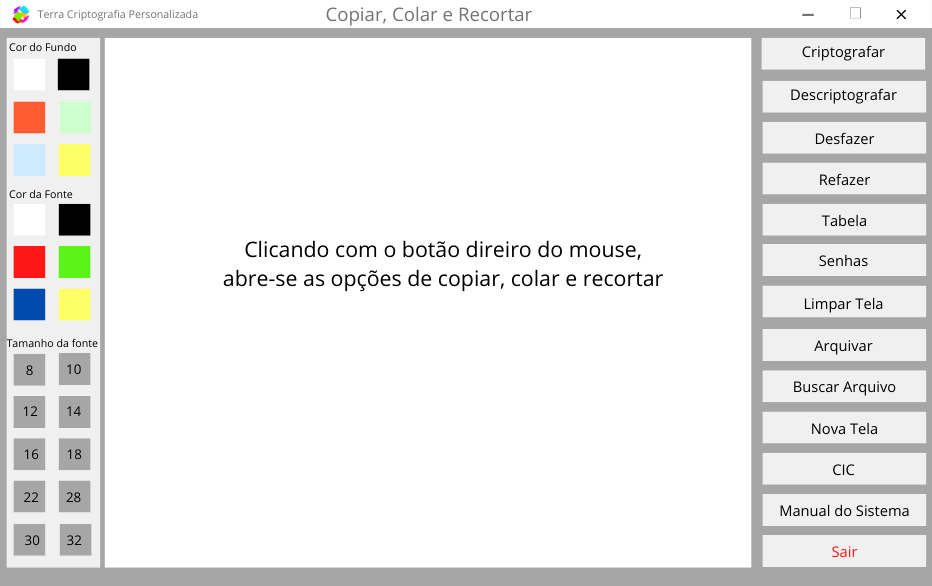 Terra Criptografia Personalizada
Copiar, Colar e Recortar
Cor do Fundo
Cor da Fonte
Tamanho da fonte
8 10
12 14
16 18
22 28
30 32
Clicando com o botão direiro do mouse,
abre-se as opções de copiar, colar e recortar
Criptografar
Descriptografar
Desfazer
Refazer
Tabela
Senhas
Limpar Tela
Arquivar
Buscar Arquivo
Nova Tela
CIC
Manual do Sistema
Sair